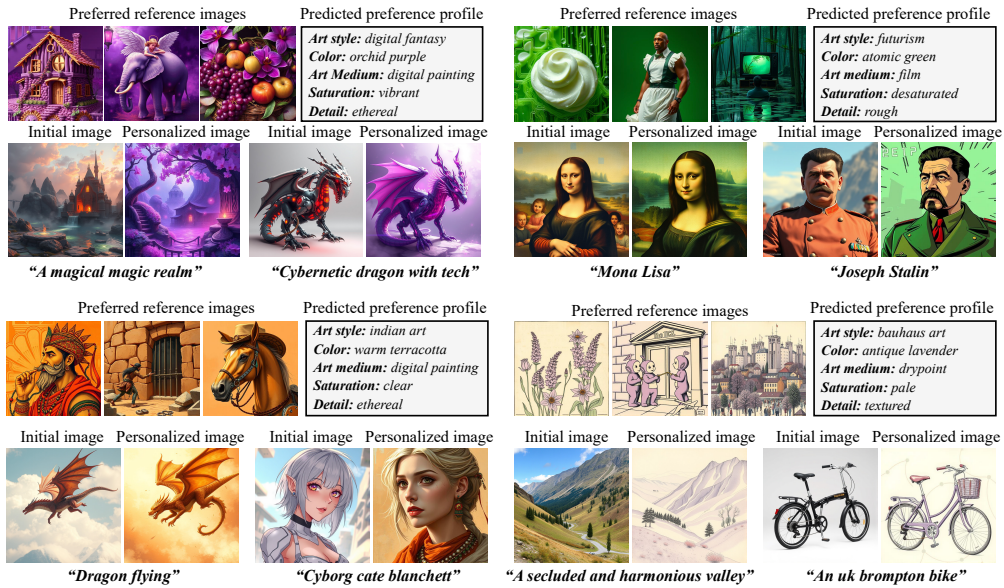 Preferred reference images
Predicted preference profile
Art style: digital fantasy
Color: orchid purple
Art Medium: digital painting
Saturation: vibrant
Detail: ethereal
Initial image
Personalized image
Initial image
Personalized image
“A magical magic realm”
“Cybernetic dragon with tech”
Preferred reference images
Predicted preference profile
Art style: futurism
Color: atomic green
Art medium: film
Saturation: desaturated
Detail: rough
Initial image
Personalized image
Initial image
Personalized image
“Mona Lisa”
“Joseph Stalin”
Preferred reference images
Predicted preference profile
Art style: indian art
Color: warm terracotta
Art medium: digital painting
Saturation: clear
Detail: ethereal
Initial image
Personalized image
Initial image
Personalized image
“Dragon flying”
“Cyborg cate blanchett”
Preferred reference images
Predicted preference profile
Art style: bauhaus art
Color: antique lavender
Art medium: drypoint
Saturation: pale
Detail: textured
Initial image
Personalized image
Initial image
Personalized image
“A secluded and harmonious valley”
“An uk brompon bike”